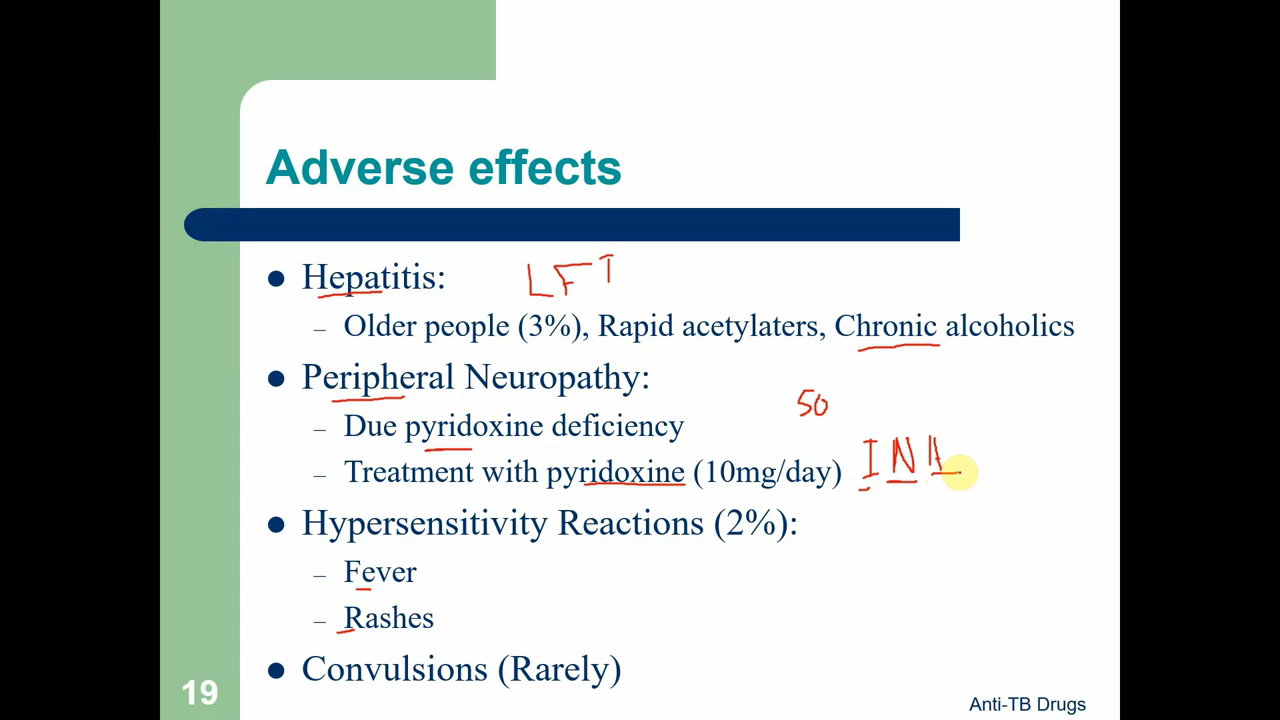 Adverse effects
Hepatitis: LFT
– Older people (3%), Rapid acetylaters, Chronic alcoholics
Peripheral Neuropathy:
50
– Due pyridoxine deficiency
– Treatment with pyridoxine (10mg/day) INH
Hypersensitivity Reactions (2%):
– Fever
– Rashes
Convulsions (Rarely)
19
Anti-TB Drugs